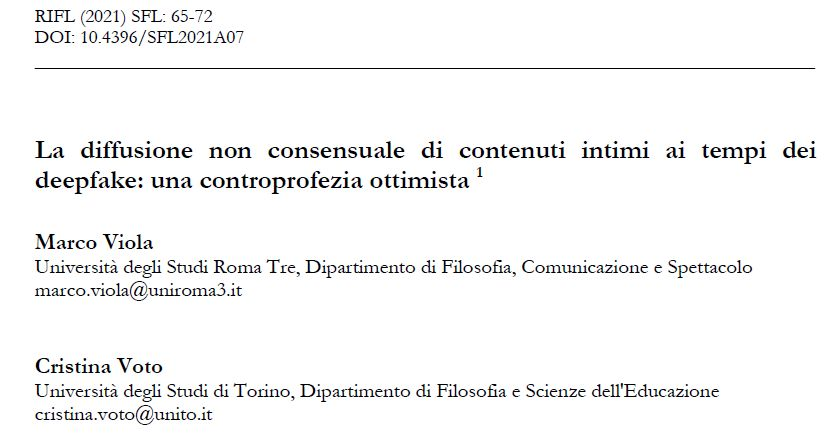 RIFL (2021) SFL: 65-72
DOI: 10.4396/SFL2021A07
La diffusione non consensuale di contenuti intimi ai tempi dei
deepfake: una controprofezia ottimista 1
Marco Viola
Università degli Studi Roma Tre, Dipartimento di Filosofia, Comunicazione e Spettacolo
marco.viola@uniroma3.it
Cristina Voto
Università degli Studi di Torino, Dipartimento di Filosofia e Scienze dell'Educazione
cristina.voto@unito.it